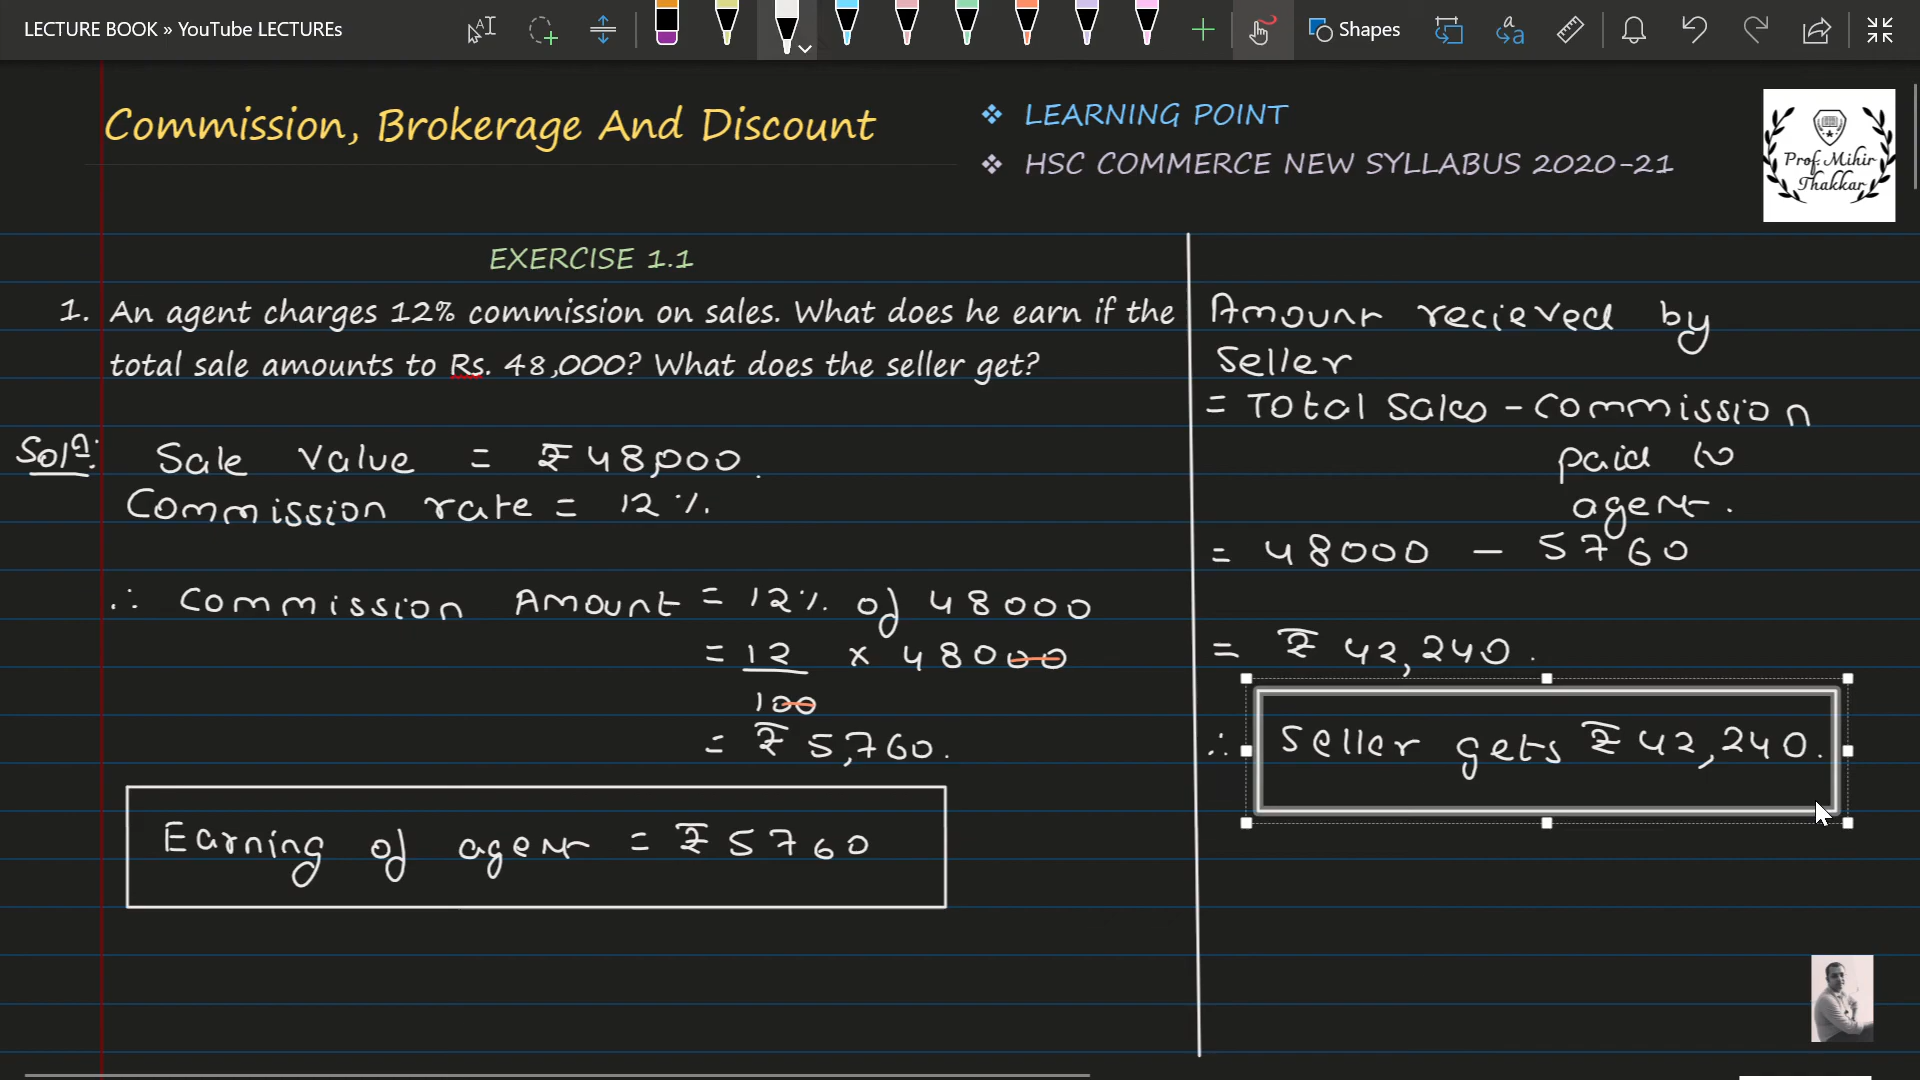 LECTURE BOOK » YouTube LECTUREs
Shapes
Commission, Brokerage And Discount
❖ LEARNING POINT
❖ HSC COMMERCE NEW SYLLABUS 2020-21
Prof. Mihir
Thakkar
EXERCISE 1.1
1. An agent charges 12% commission on sales. What does he earn if the
total sale amounts to Rs. 48,000? What does the seller get?
Solⁿ:
Sale Value = ₹ 48,000.
Commission rate = 12%.
∴ Commission Amount = 12% of 48000
= 12 × 48000
100
= ₹ 5,760.
Earning of agent = ₹ 5760
Amount recieved by
Seller
= Total Sales - Commission
paid to
agent.
= 48000 - 5760
= ₹ 42,240.
∴ Seller gets ₹ 42,240.